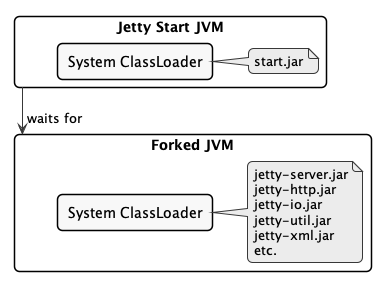 Jetty Start JVM
System ClassLoader
start.jar
waits for
Forked JVM
System ClassLoader
jetty-server.jar
jetty-http.jar
jetty-io.jar
jetty-util.jar
jetty-xml.jar
etc.